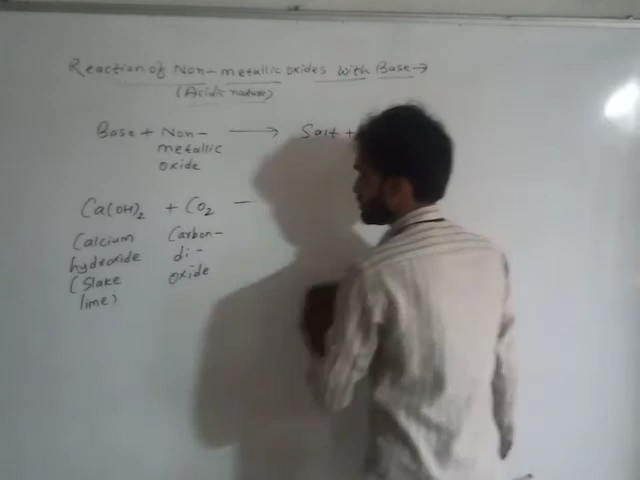 Reaction of Non-metallic oxides with Base →
(Acidic nature)
Base + Non-metallic oxide → Salt +
Ca(OH)₂ + CO₂ —
Calcium hydroxide (Slake lime)
Carbon-di-oxide